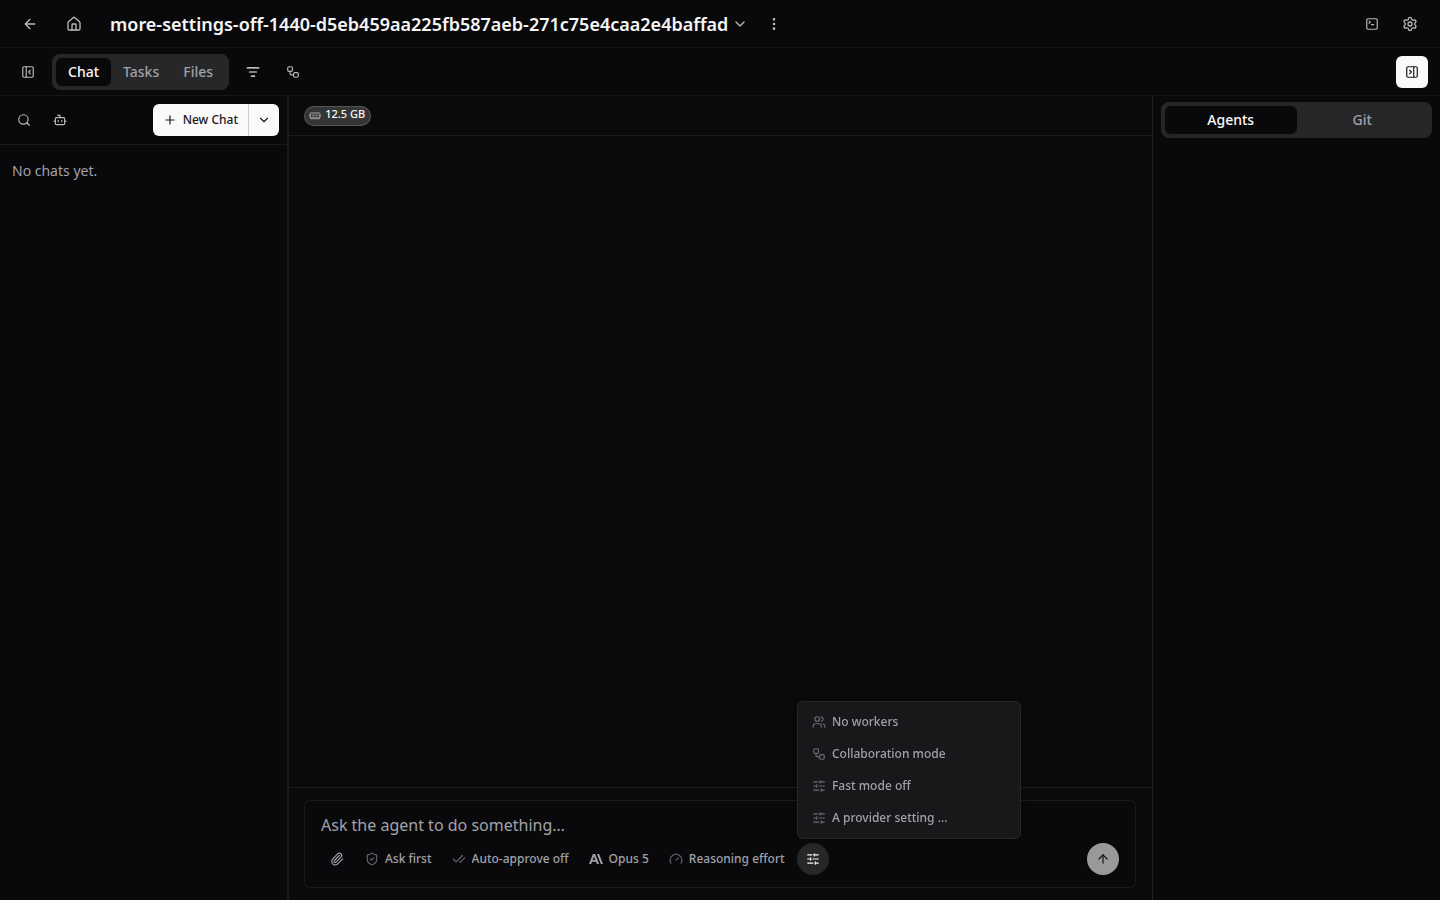 more-settings-off-1440-d5eb459aa225fb587aeb-271c75e4caa2e4baffad
Chat
Tasks
Files
New Chat
12.5 GB
Agents
Git
No chats yet.
No workers
Collaboration mode
Fast mode off
A provider setting ...
Ask the agent to do something...
Ask first
Auto-approve off
Opus 5
Reasoning effort